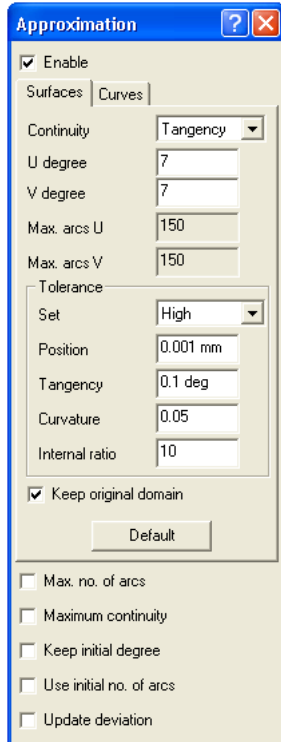 Approximation
Enable
Surfaces Curves
Continuity Tangency
U degree 7
V degree 7
Max. arcs U 150
Max. arcs V 150
Tolerance
Set High
Position 0.001 mm
Tangency 0.1 deg
Curvature 0.05
Internal ratio 10
Keep original domain
Default
Max. no. of arcs
Maximum continuity
Keep initial degree
Use initial no. of arcs
Update deviation